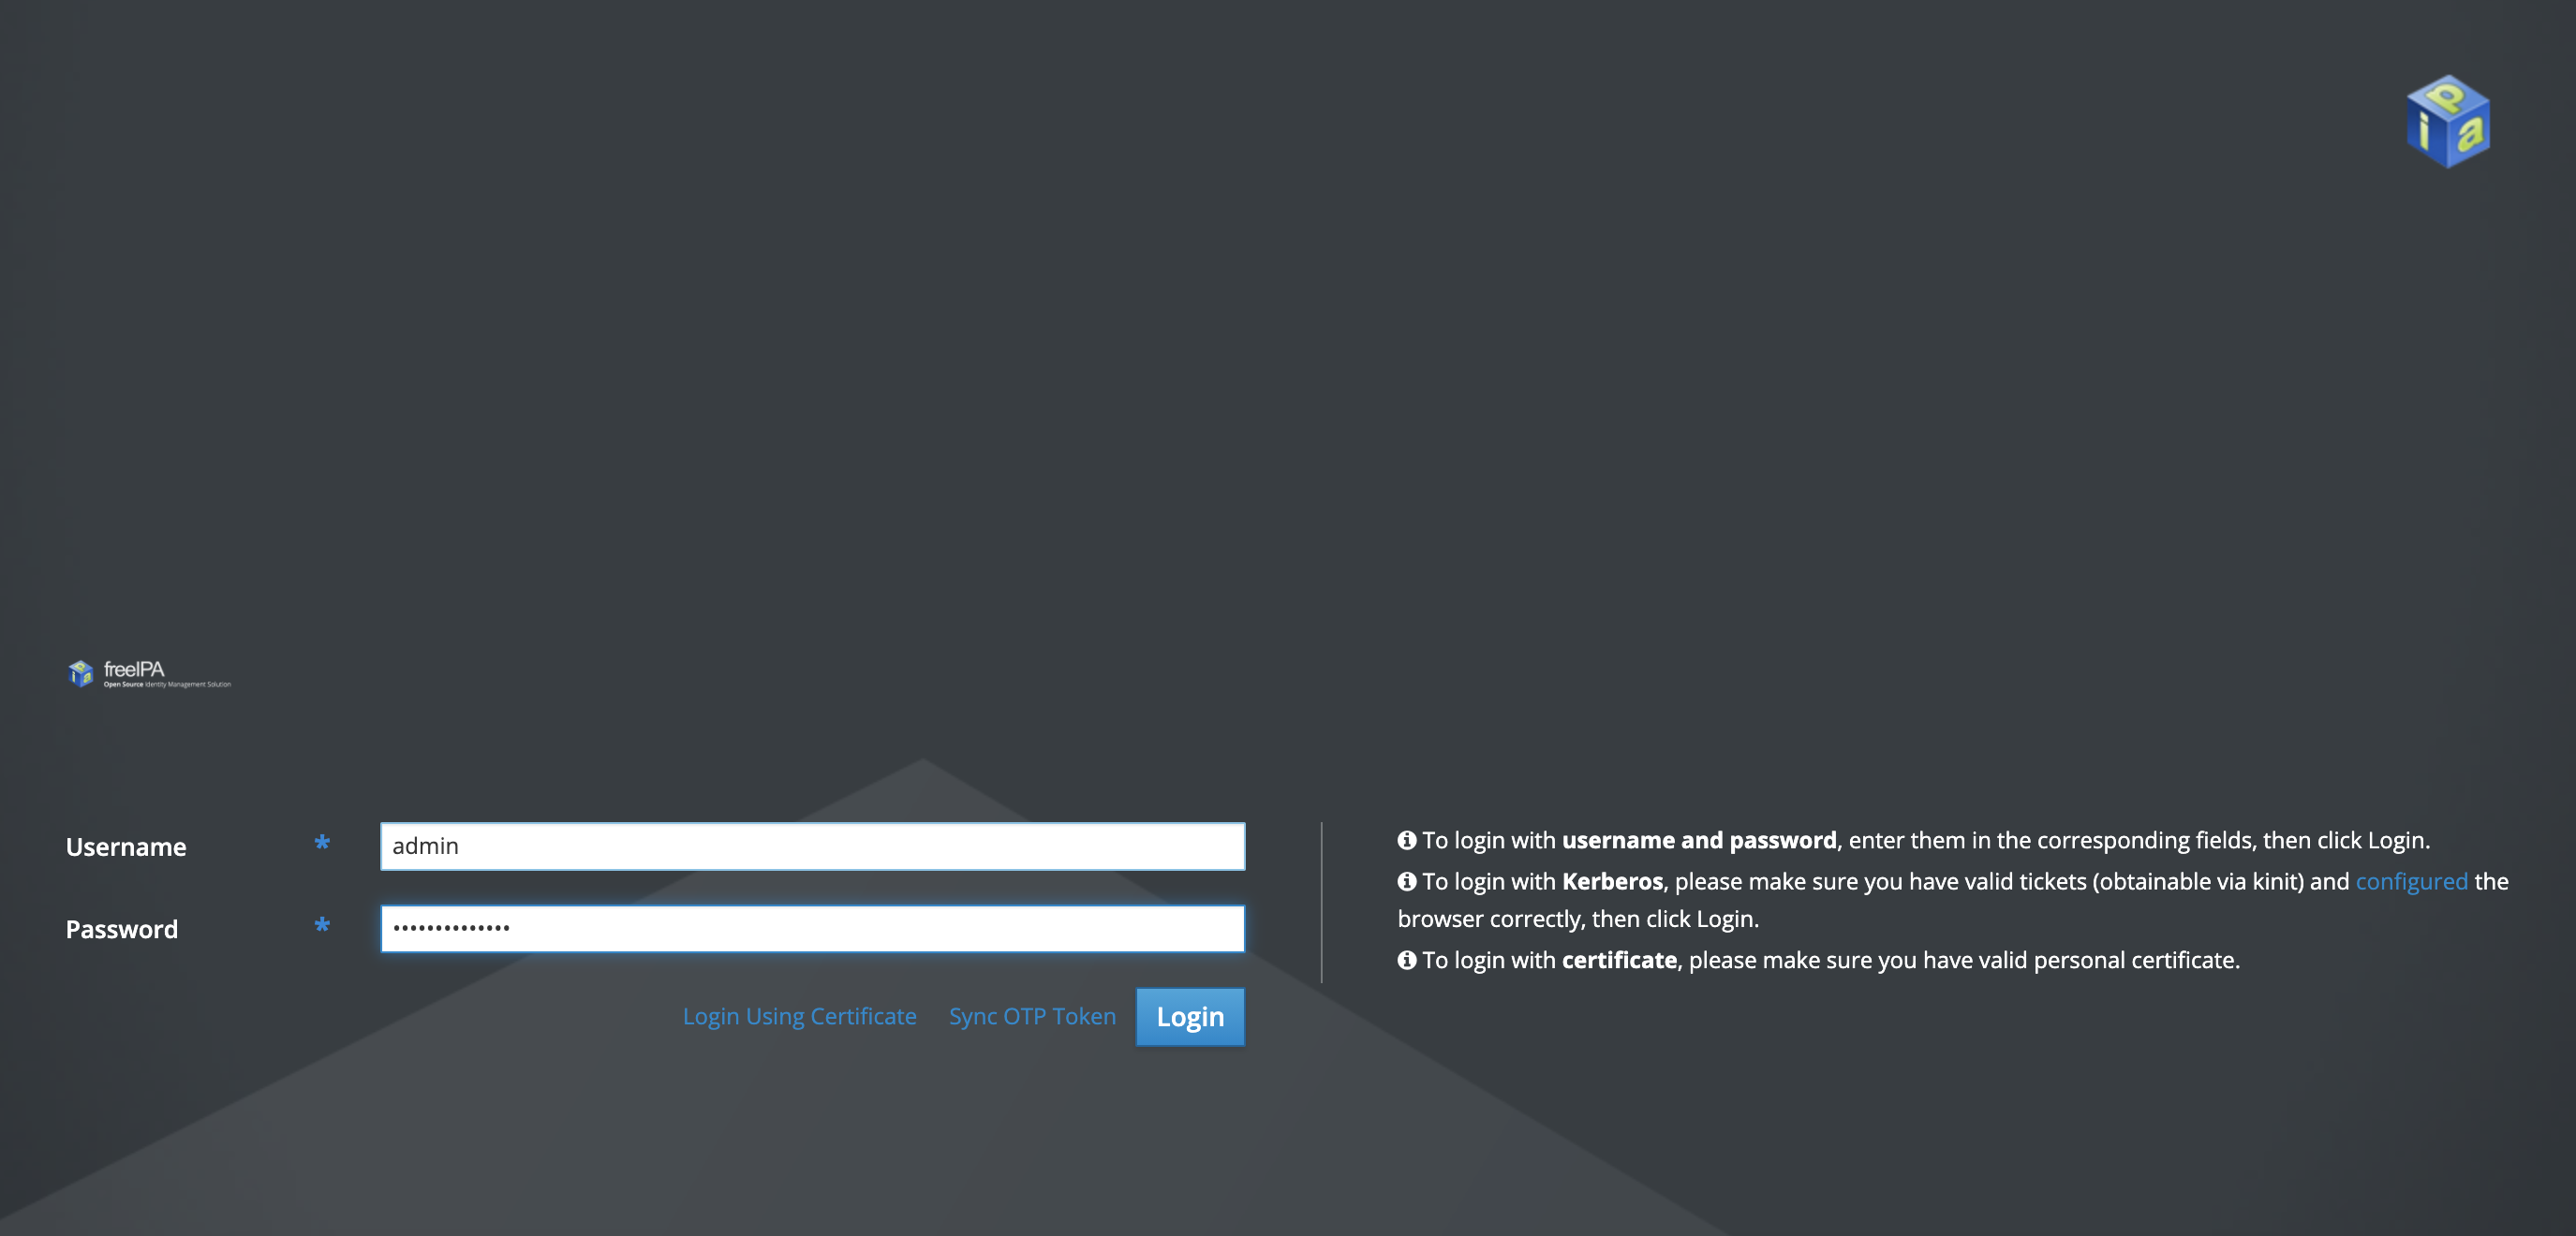 i p a
i p a freeIPA
Open Source Identity Management Solution
Username * admin
Password * ••••••••••••••
Login Using Certificate Sync OTP Token Login
To login with username and password, enter them in the corresponding fields, then click Login.
To login with Kerberos, please make sure you have valid tickets (obtainable via kinit) and configured the
browser correctly, then click Login.
To login with certificate, please make sure you have valid personal certificate.